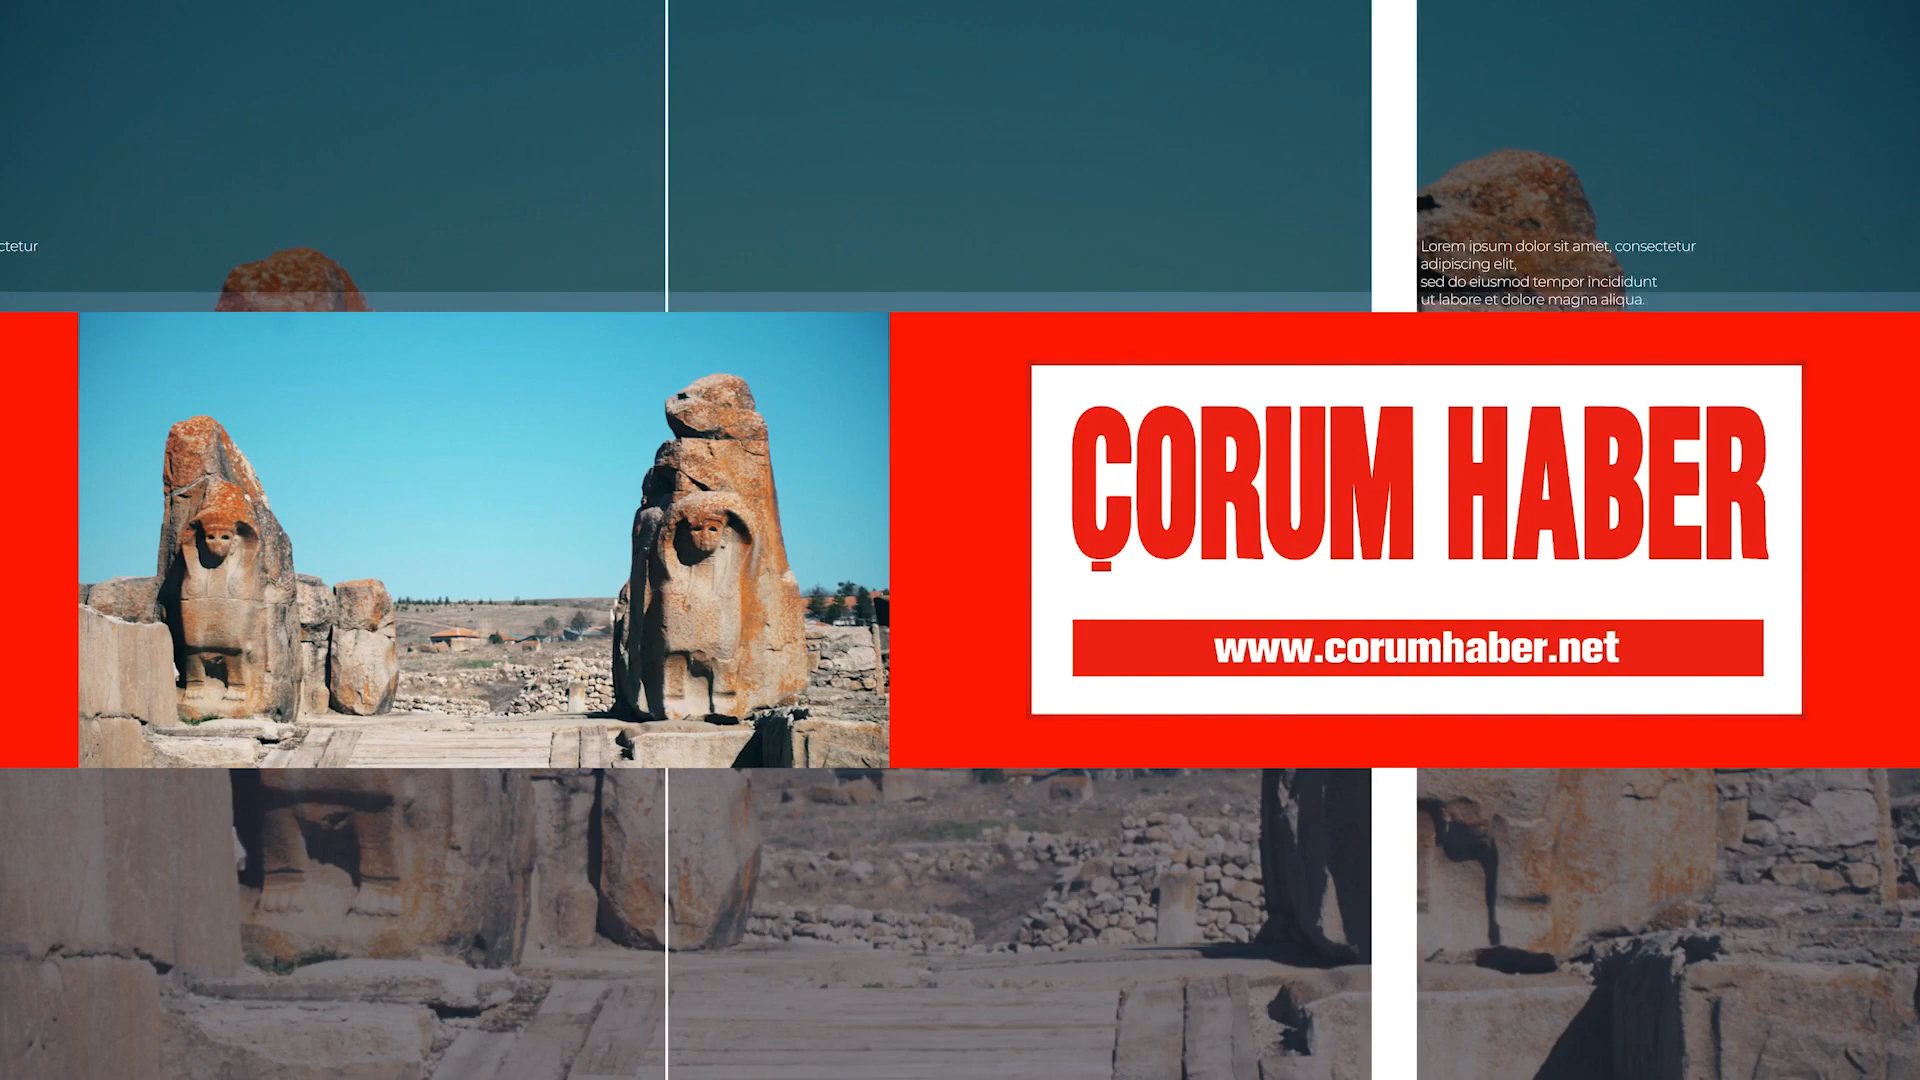 ctetur
Lorem ipsum dolor sit amet, consectetur
adipiscing elit,
sed do eiusmod tempor incididunt
ut labore et dolore magna aliqua.
ÇORUM HABER
www.corumhaber.net